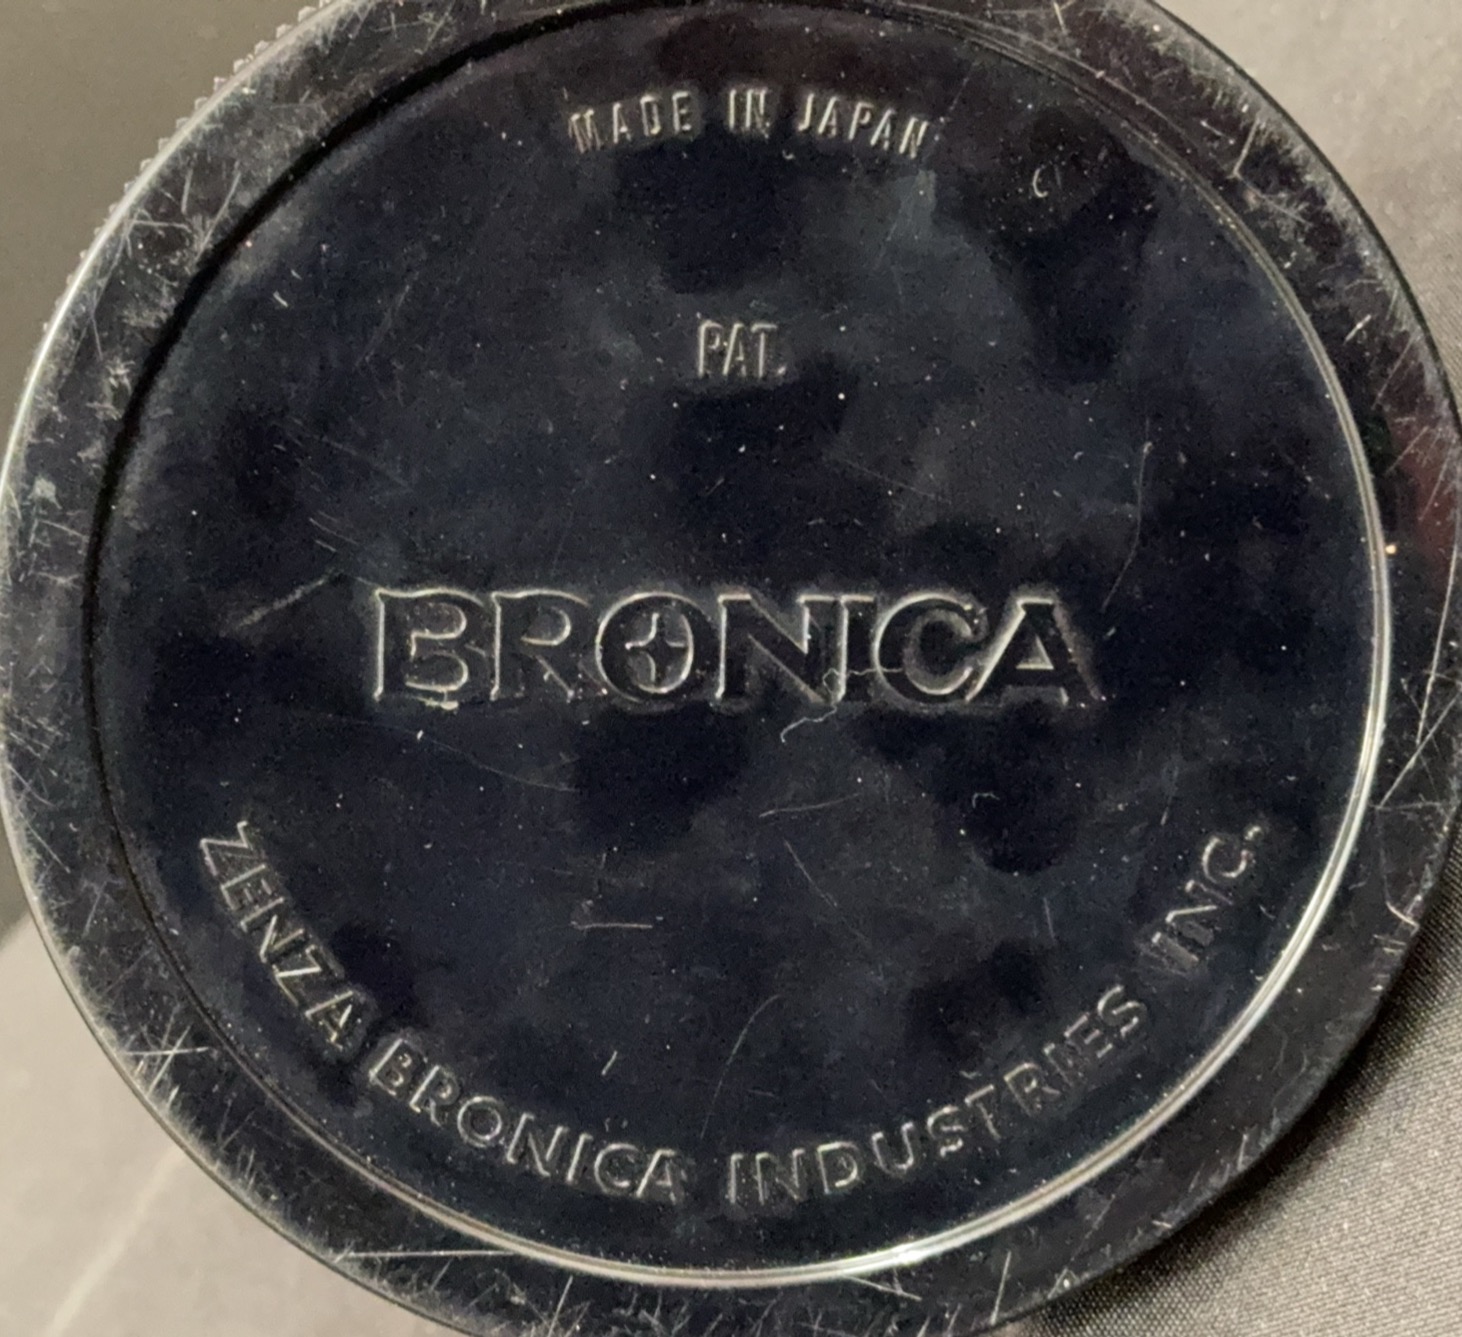 MADE IN JAPAN
PAT.
BRONICA
ZENZA BRONICA INDUSTRIES INC.